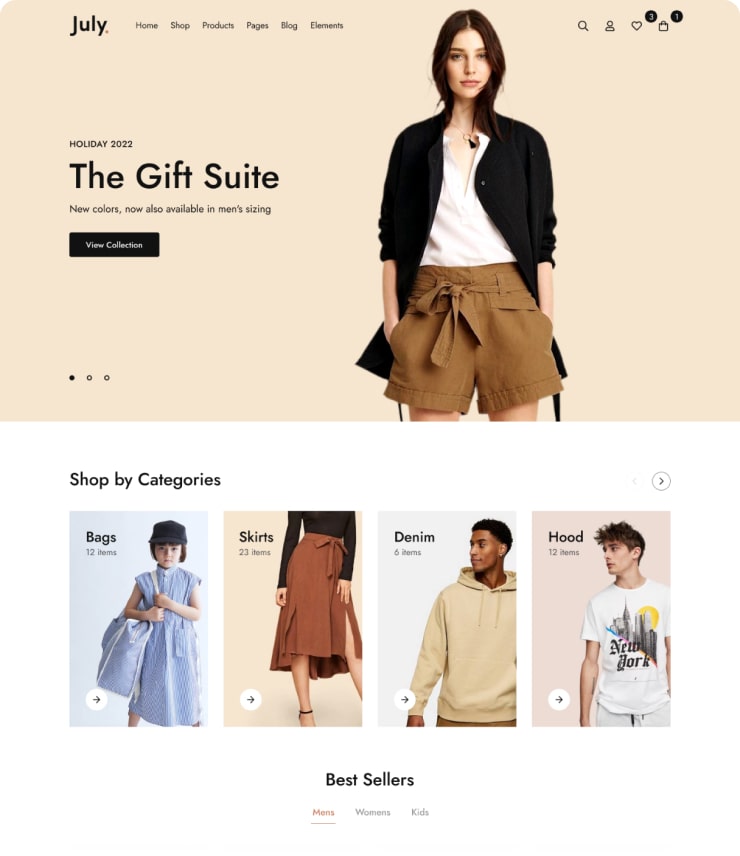 July.
Home Shop Products Pages Blog Elements
3 1
HOLIDAY 2022
The Gift Suite
New colors, now also available in men's sizing
View Collection
Shop by Categories
Bags
12 items
Skirts
23 items
Denim
6 items
Hood
12 items
New
York
Best Sellers
Mens Womens Kids